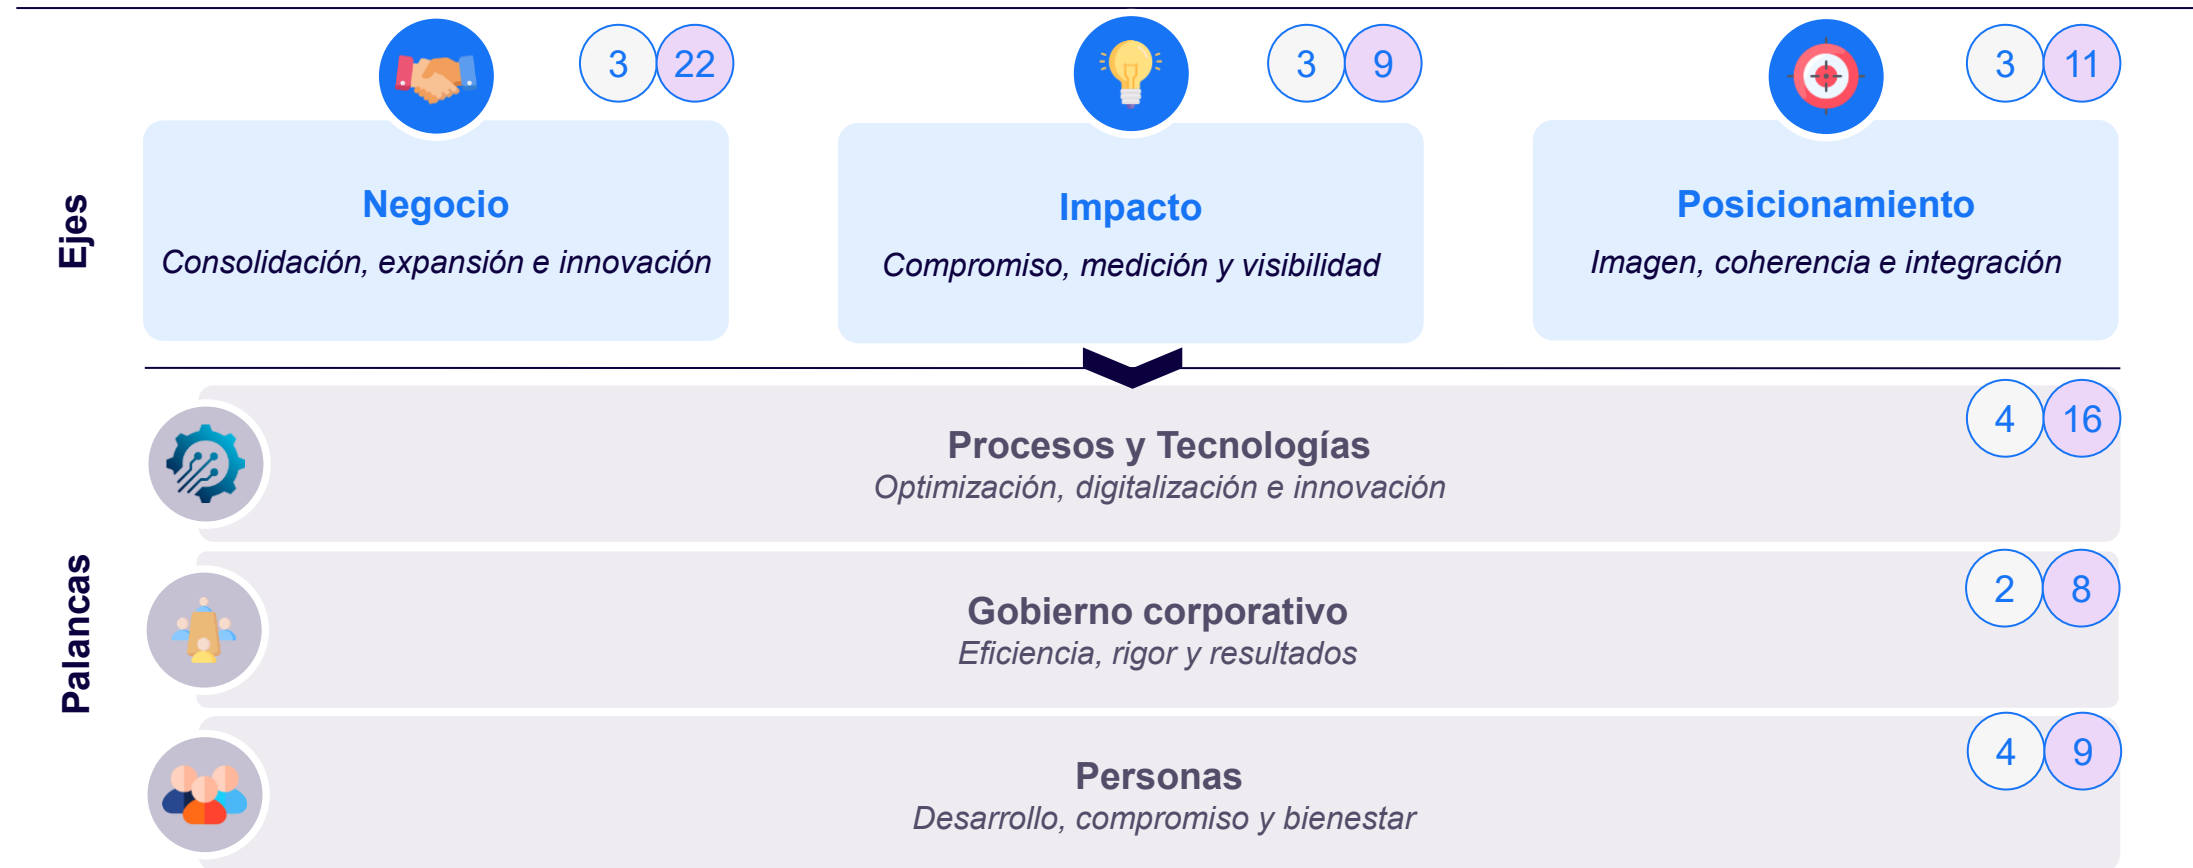 3 22
3 9
3 11
Ejes
Negocio
Consolidación, expansión e innovación
Impacto
Compromiso, medición y visibilidad
Posicionamiento
Imagen, coherencia e integración
Palancas
4 16
Procesos y Tecnologías
Optimización, digitalización e innovación
2 8
Gobierno corporativo
Eficiencia, rigor y resultados
4 9
Personas
Desarrollo, compromiso y bienestar